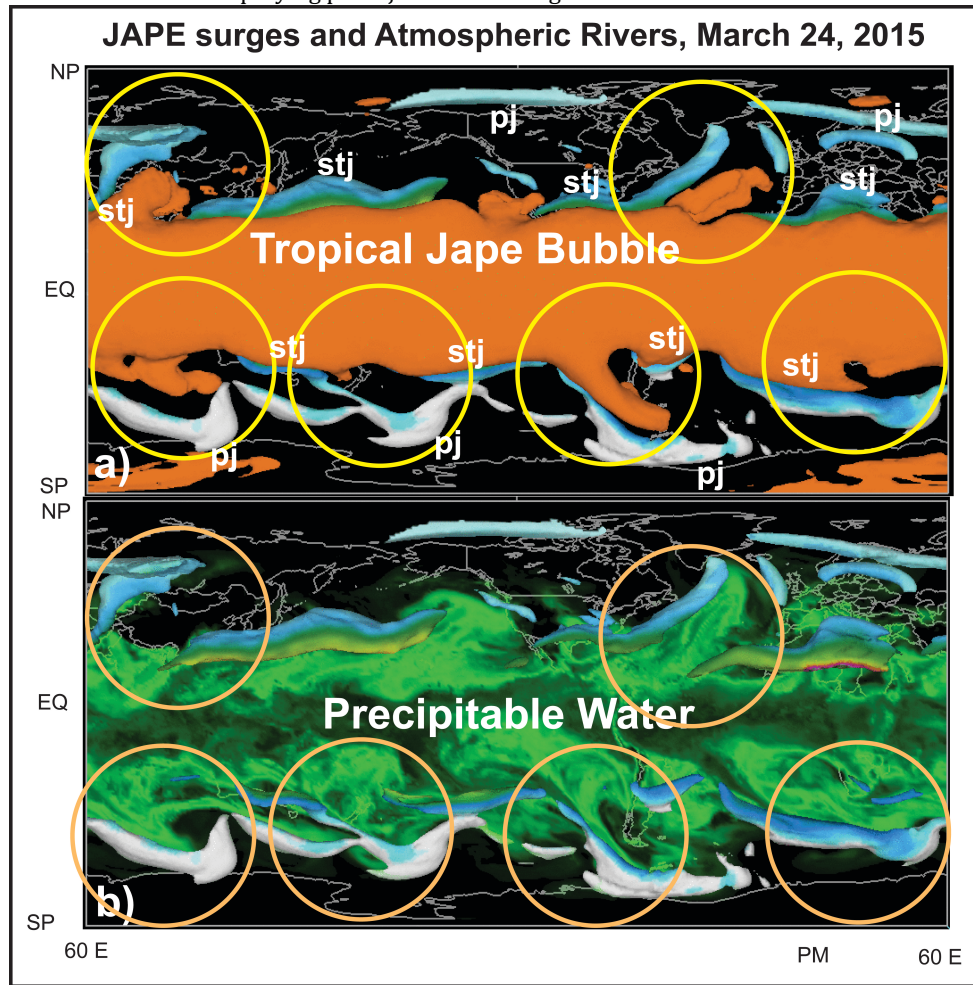 JAPE surges and Atmospheric Rivers, March 24, 2015
NP
pj
pj
stj
stj
stj
stj
Tropical Jape Bubble
EQ
stj
stj
stj
stj
pj
pj
a)
SP
NP
EQ
Precipitable Water
b)
SP
60 E
PM
60 E